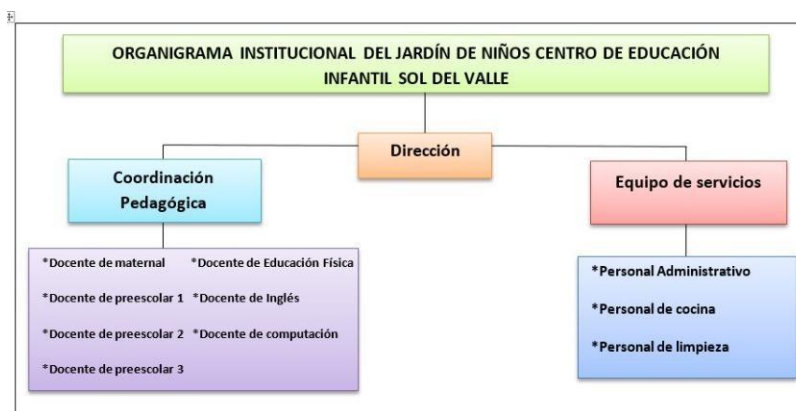 ORGANIGRAMA INSTITUCIONAL DEL JARDÍN DE NIÑOS CENTRO DE EDUCACIÓN
INFANTIL SOL DEL VALLE
Dirección
Coordinación
Pedagógica
Equipo de servicios
*Docente de maternal *Docente de Educación Física
*Docente de preescolar 1 *Docente de Inglés
*Docente de preescolar 2 *Docente de computación
*Docente de preescolar 3
*Personal Administrativo
*Personal de cocina
*Personal de limpieza